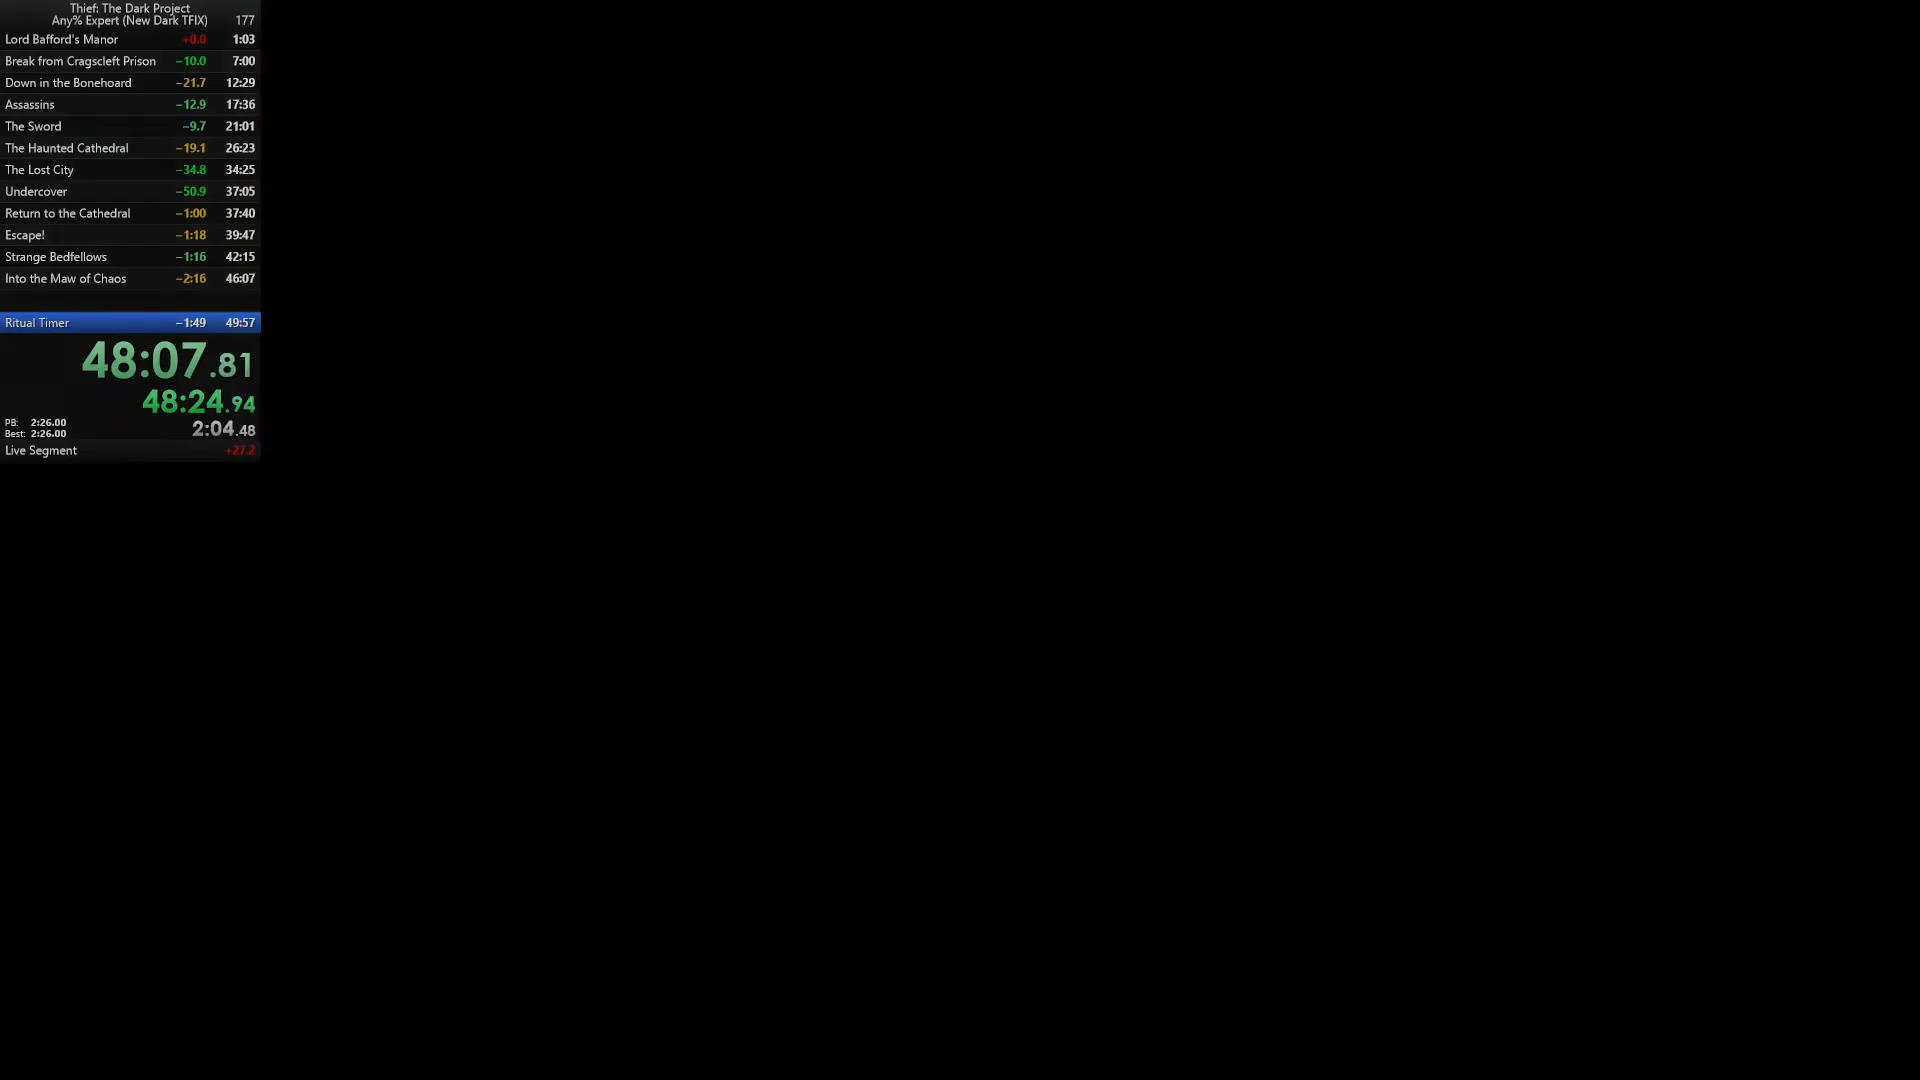 Thief: The Dark Project
Any% Expert (New Dark TFIX) 177
Lord Bafford's Manor +0.0 1:03
Break from Cragscleft Prison −10.0 7:00
Down in the Bonehoard −21.7 12:29
Assassins −12.9 17:36
The Sword −9.7 21:01
The Haunted Cathedral −19.1 26:23
The Lost City −34.8 34:25
Undercover −50.9 37:05
Return to the Cathedral −1:00 37:40
Escape! −1:18 39:47
Strange Bedfellows −1:16 42:15
Into the Maw of Chaos −2:16 46:07
Ritual Timer −1:49 49:57
48:07.81
48:24.94
PB: 2:26.00
Best: 2:26.00
2:04.48
Live Segment +27.2